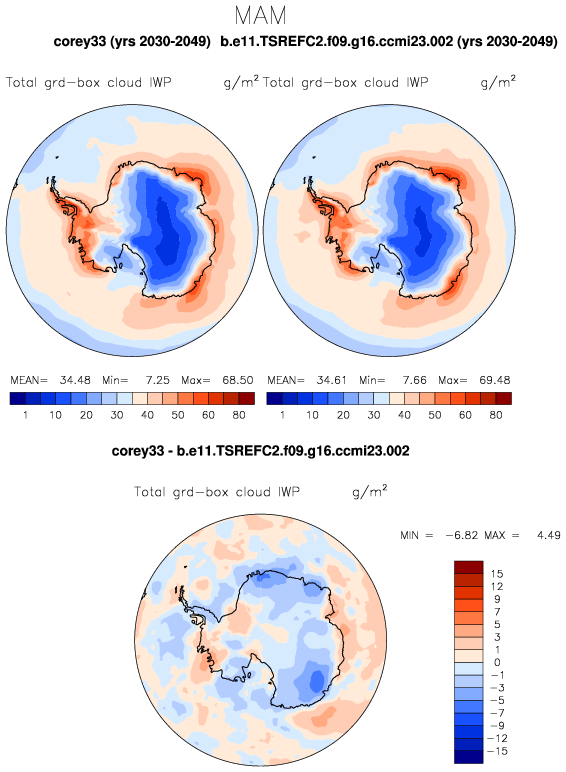 MAM
corey33 (yrs 2030-2049) b.e11.TSREFC2.f09.g16.ccmi23.002 (yrs 2030-2049)
Total grd-box cloud IWP g/m² Total grd-box cloud IWP g/m²
MEAN= 34.48 Min= 7.25 Max= 68.50 MEAN= 34.61 Min= 7.66 Max= 69.48
1 10 20 30 40 50 60 80 1 10 20 30 40 50 60 80
corey33 - b.e11.TSREFC2.f09.g16.ccmi23.002
Total grd-box cloud IWP g/m²
MIN = -6.82 MAX = 4.49
15
12
9
7
5
3
1
0
-1
-3
-5
-7
-9
-12
-15